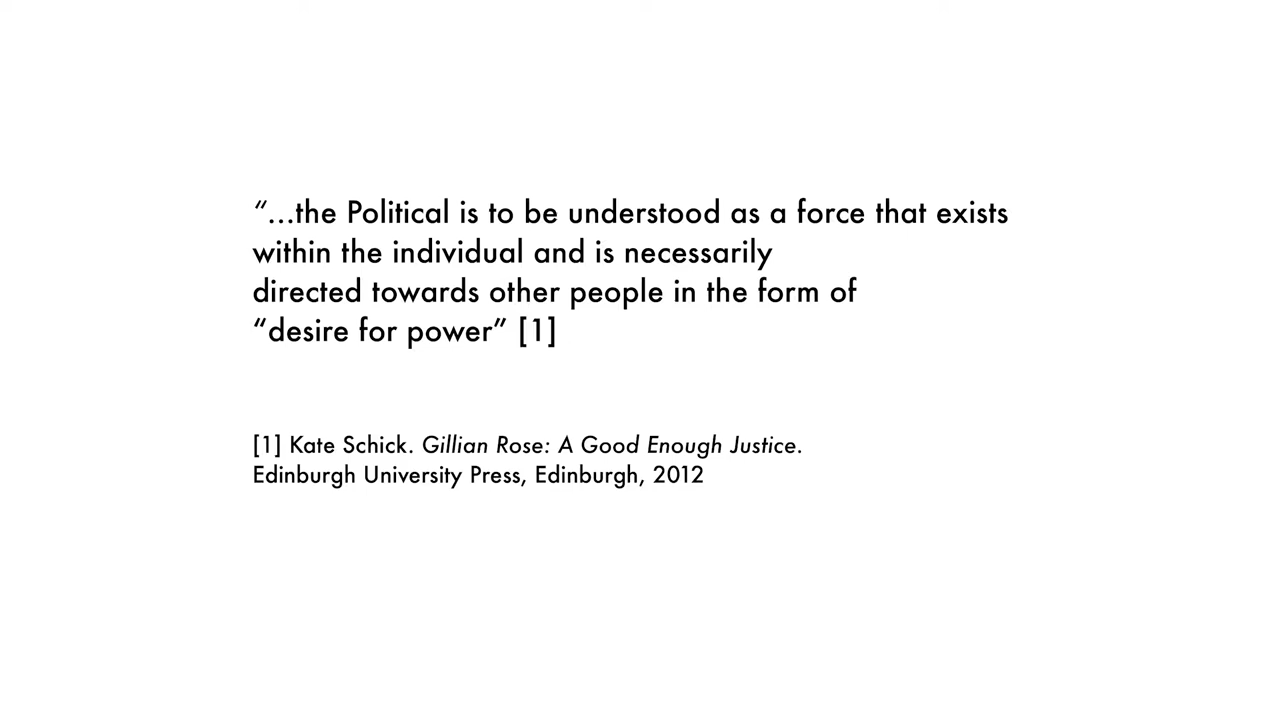 “…the Political is to be understood as a force that exists
within the individual and is necessarily
directed towards other people in the form of
“desire for power” [1]
[1] Kate Schick. Gillian Rose: A Good Enough Justice.
Edinburgh University Press, Edinburgh, 2012